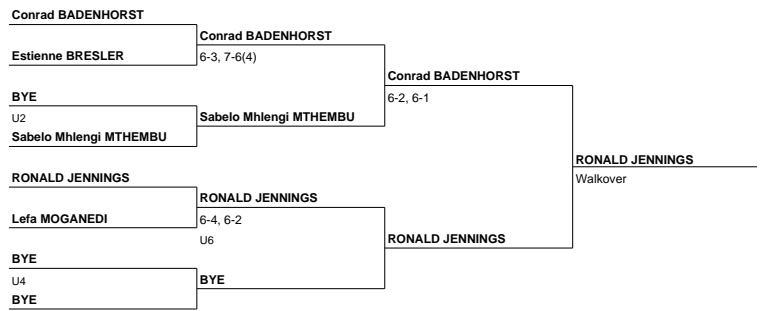 Conrad BADENHORST
Conrad BADENHORST
Estienne BRESLER
6-3, 7-6(4)
Conrad BADENHORST
BYE
6-2, 6-1
U2
Sabelo Mhlengi MTHEMBU
Sabelo Mhlengi MTHEMBU
RONALD JENNINGS
RONALD JENNINGS
Walkover
RONALD JENNINGS
Lefa MOGANEDI
6-4, 6-2
U6
RONALD JENNINGS
BYE
U4
BYE
BYE